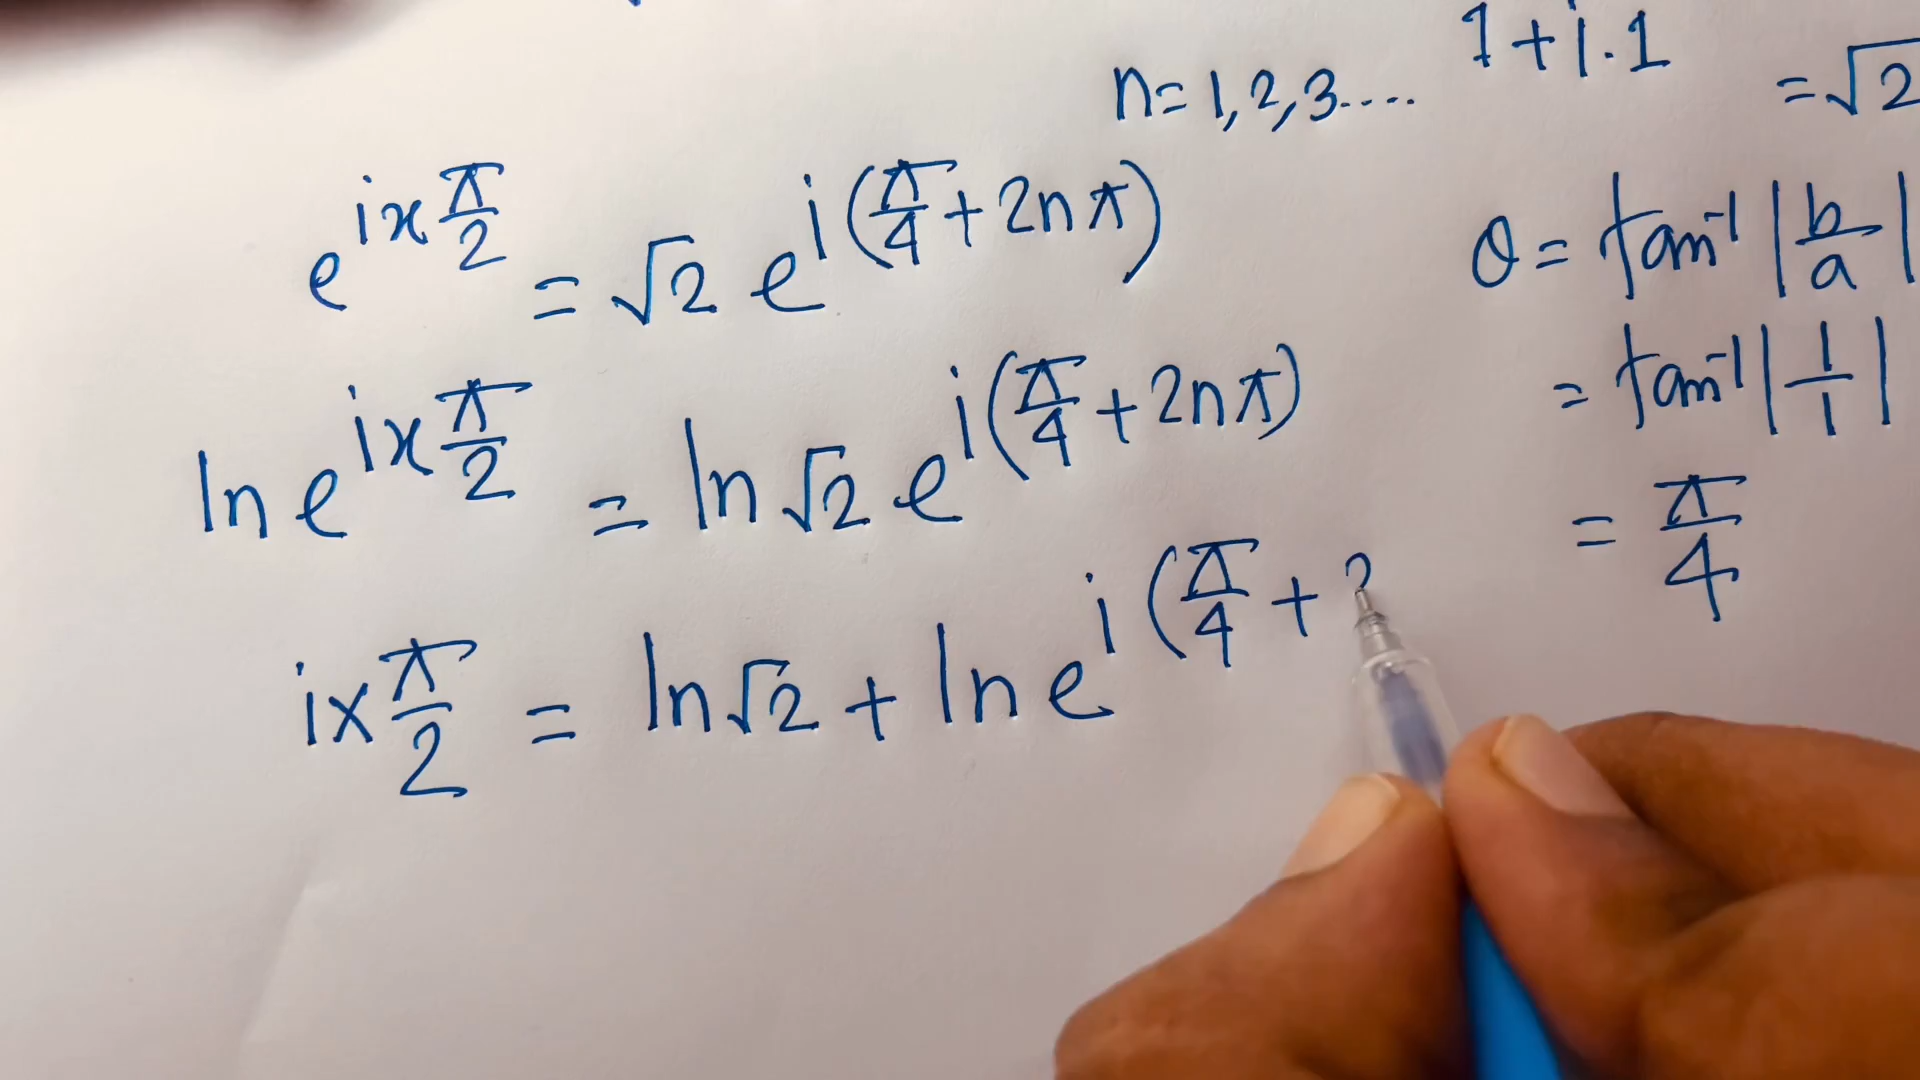 n=1,2,3....
e^{ix π/2} = √2 e^{i(π/4+2nπ)}
ln e^{ix π/2} = ln √2 e^{i(π/4+2nπ)}
ix π/2 = ln√2 + ln e^{i(π/4+
1+i.1
=√2
θ = tan⁻¹|b/a|
= tan⁻¹|1/1|
= π/4